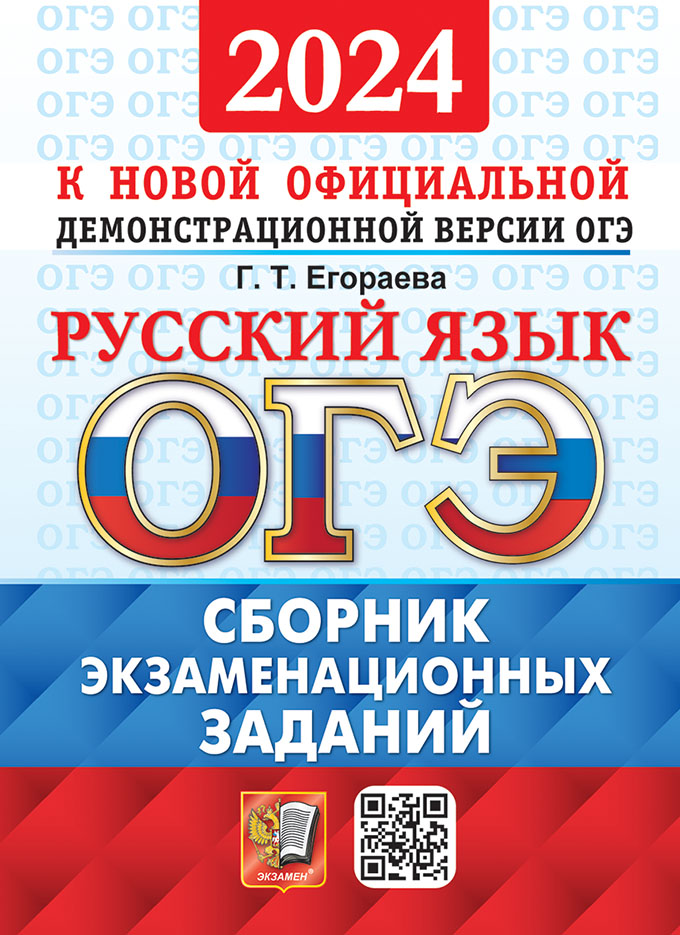 2024
К НОВОЙ ОФИЦИАЛЬНОЙ
ДЕМОНСТРАЦИОННОЙ ВЕРСИИ ОГЭ
Г. Т. Егораева
РУССКИЙ ЯЗЫК
ОГЭ
СБОРНИК
ЭКЗАМЕНАЦИОННЫХ
ЗАДАНИЙ
ЭКЗАМЕН®